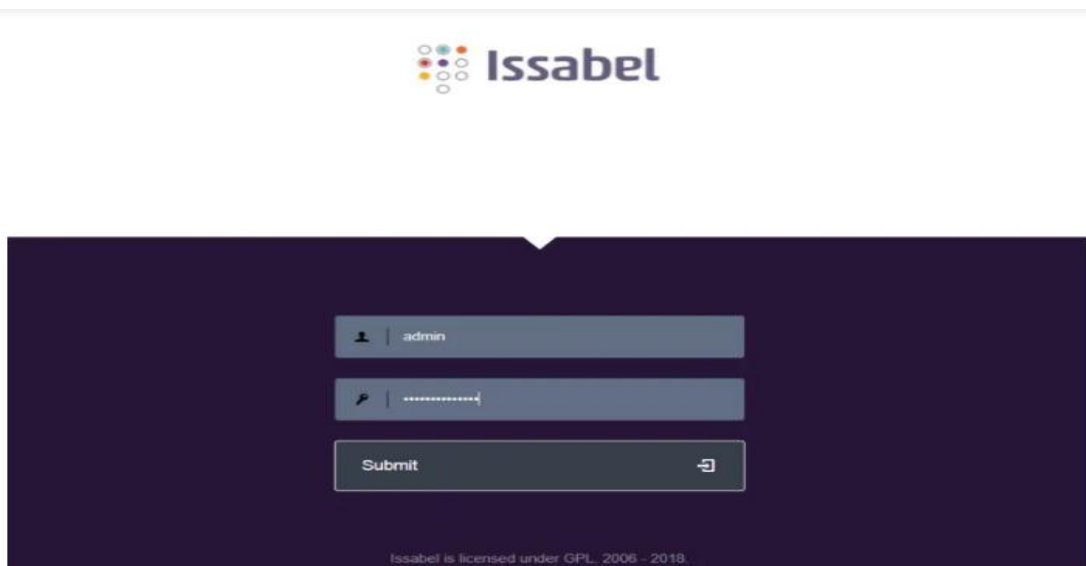 Issabel
admin
Submit
Issabel is licensed under GPL. 2006 - 2018.